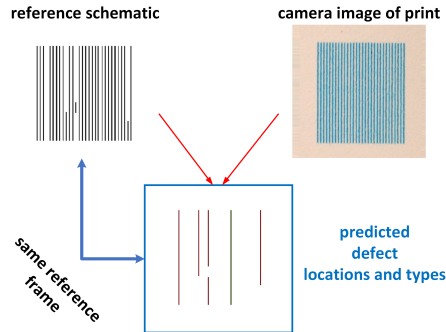 reference schematic
camera image of print
same reference
frame
predicted
defect
locations and types